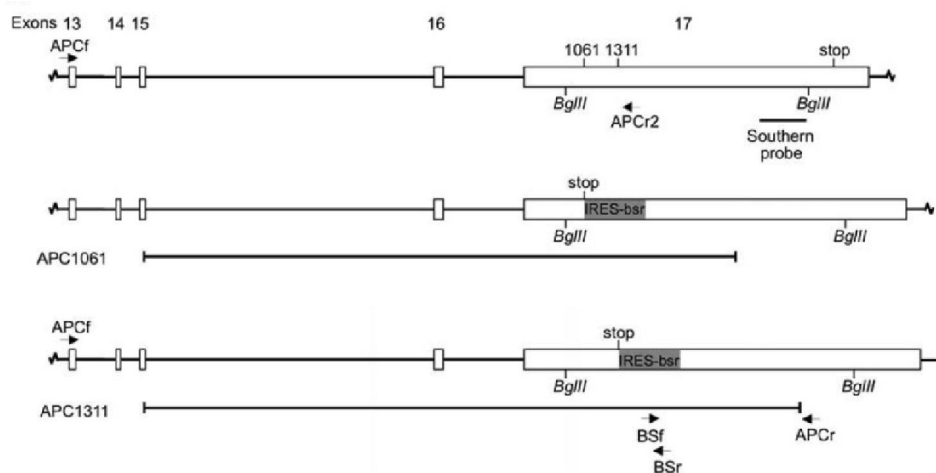 Exons 13 14 15 16 17
APCf
1061 1311 stop
BglII BglII
APCr2
Southern
probe
stop
IRES-bsr
BglII BglII
APC1061
APCf
stop
IRES-bsr
BglII BglII
APC1311
BSf APCr
BSr